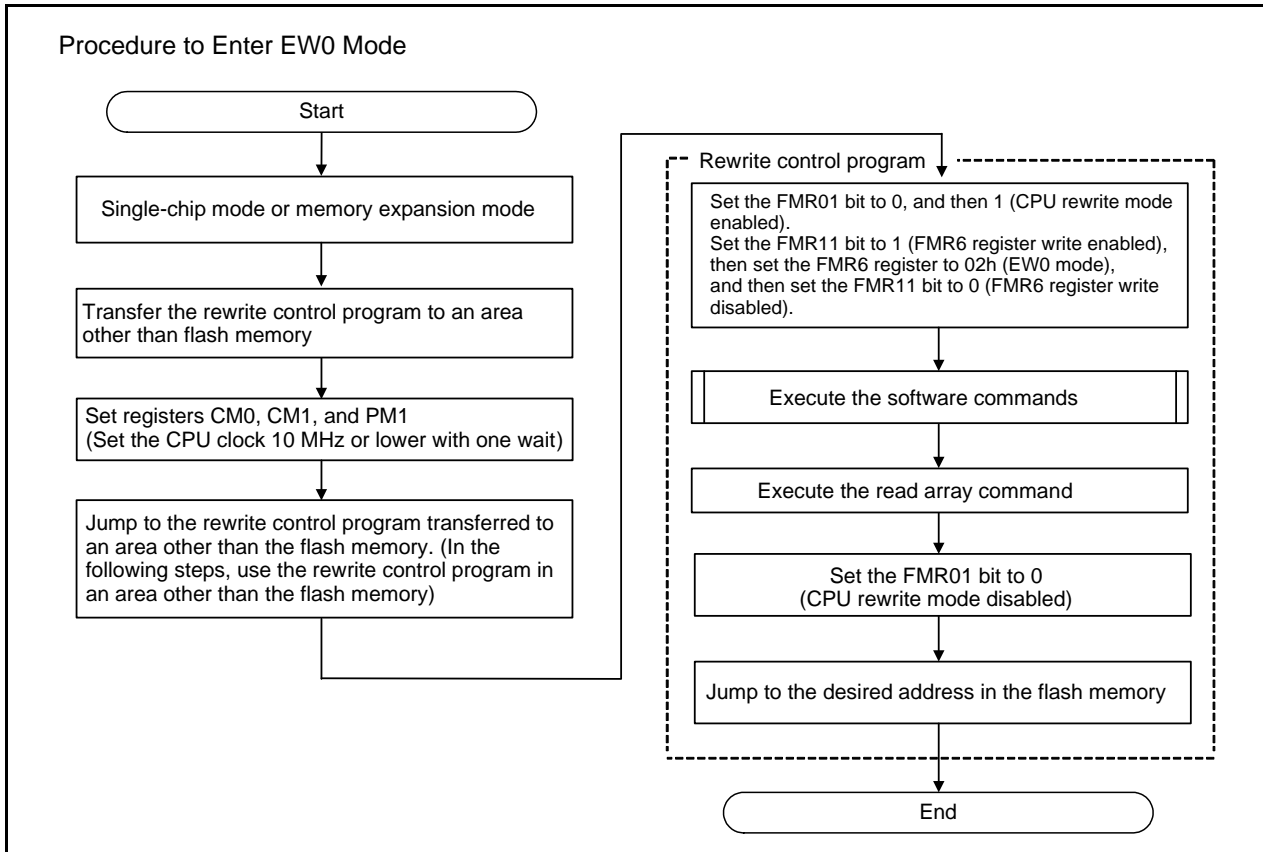 Procedure to Enter EW0 Mode
Start
Single-chip mode or memory expansion mode
Transfer the rewrite control program to an area
other than flash memory
Set registers CM0, CM1, and PM1
(Set the CPU clock 10 MHz or lower with one wait)
Jump to the rewrite control program transferred to
an area other than the flash memory. (In the
following steps, use the rewrite control program in
an area other than the flash memory)
Rewrite control program
Set the FMR01 bit to 0, and then 1 (CPU rewrite mode
enabled).
Set the FMR11 bit to 1 (FMR6 register write enabled),
then set the FMR6 register to 02h (EW0 mode),
and then set the FMR11 bit to 0 (FMR6 register write
disabled).
Execute the software commands
Execute the read array command
Set the FMR01 bit to 0
(CPU rewrite mode disabled)
Jump to the desired address in the flash memory
End